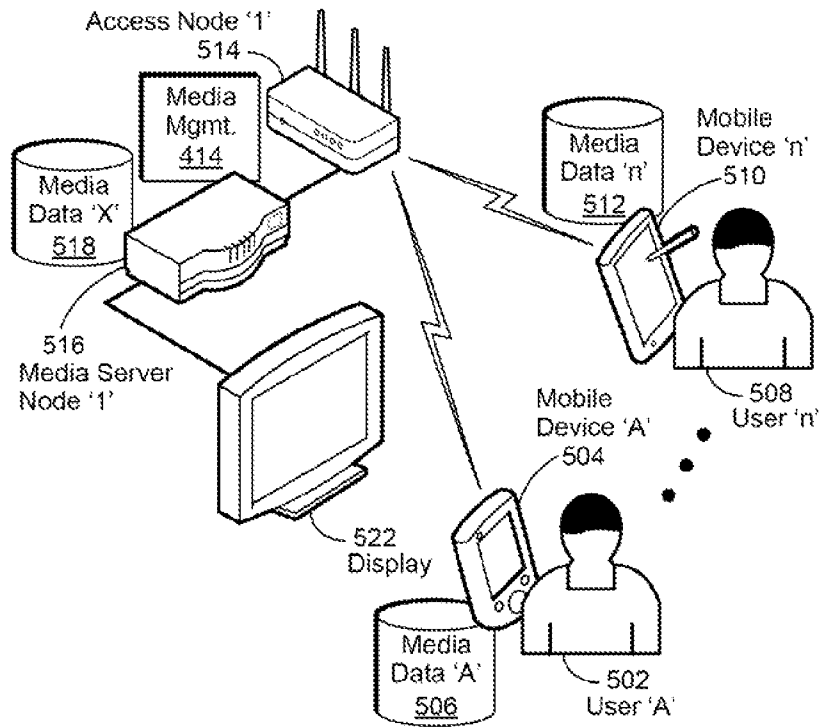 Access Node '1'
514
Media
Mgmt.
414
Media
Data 'X'
518
516
Media Server
Node '1'
Media
Data 'n'
512
Mobile
Device 'n'
510
508
User 'n'
Mobile
Device 'A'
504
522
Display
Media
Data 'A'
506
502
User 'A'